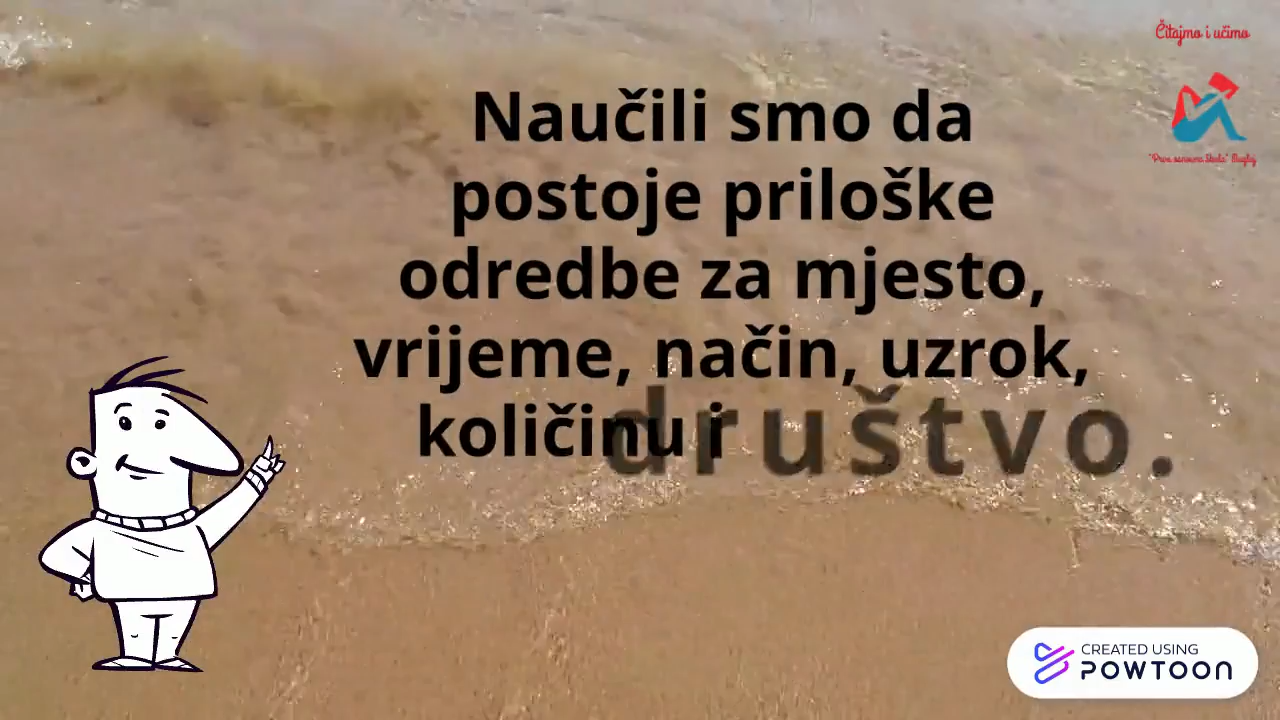 Čitajmo i učimo
Naučili smo da
postoje priloške
odredbe za mjesto,
vrijeme, način, uzrok,
količinu i društvo.
CREATED USING
POWTOON